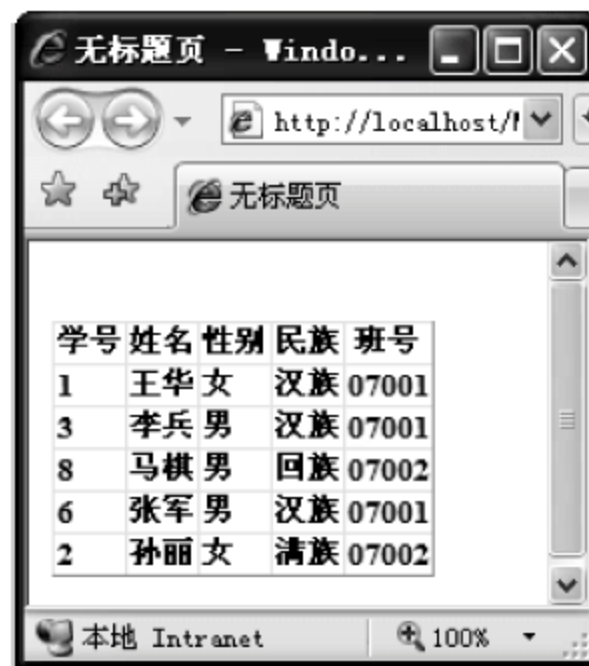 无标题页 - Windo...
http://localhost/
无标题页
学号 姓名 性别 民族 班号
1 王华 女 汉族 07001
3 李兵 男 汉族 07001
8 马棋 男 回族 07002
6 张军 男 汉族 07001
2 孙丽 女 满族 07002
本地 Intranet 100%